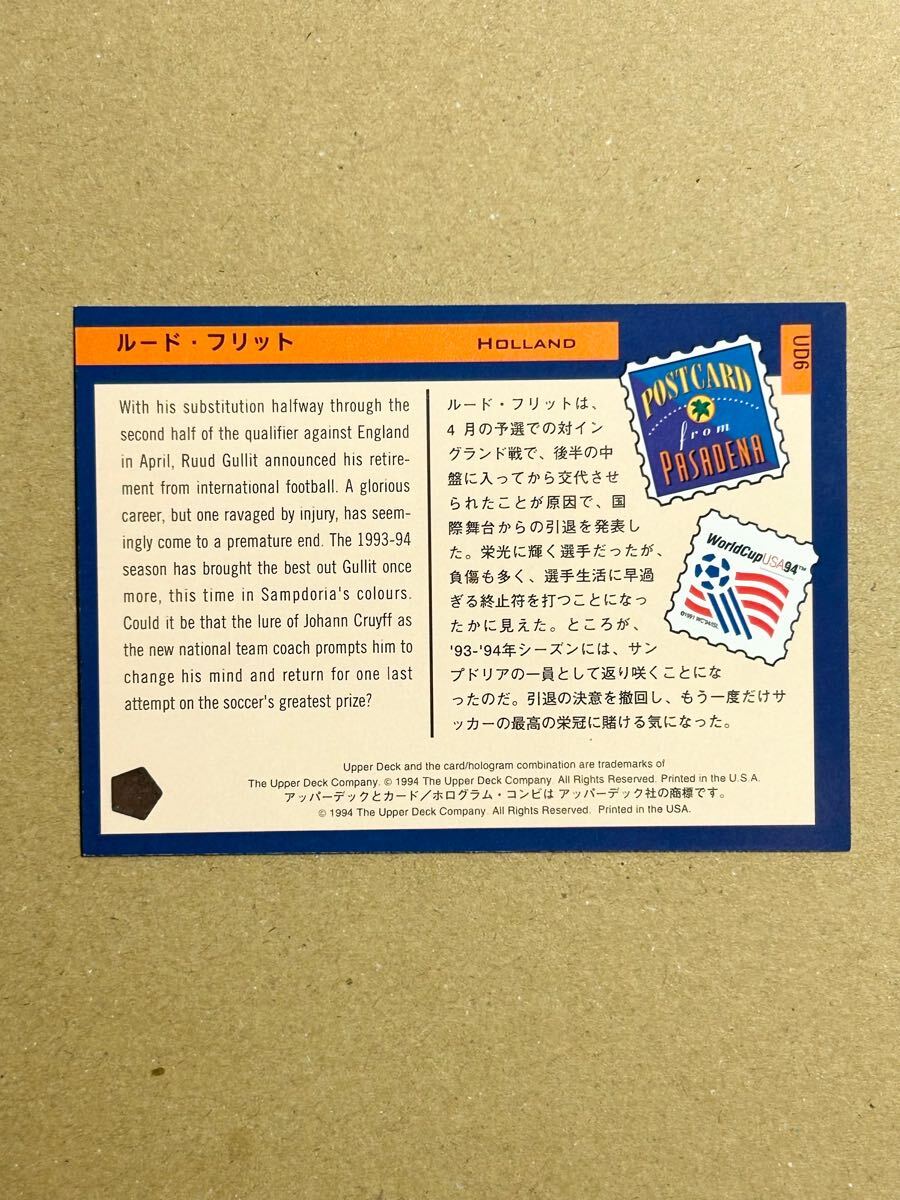 ルード・フリット
HOLLAND
UD6
With his substitution halfway through the
second half of the qualifier against England
in April, Ruud Gullit announced his retire-
ment from international football. A glorious
career, but one ravaged by injury, has seem-
ingly come to a premature end. The 1993-94
season has brought the best out Gullit once
more, this time in Sampdoria's colours.
Could it be that the lure of Johann Cruyff as
the new national team coach prompts him to
change his mind and return for one last
attempt on the soccer's greatest prize?
ルード・フリットは、
4 月の予選での対イン
グランド戦で、後半の中
盤に入ってから交代させ
られたことが原因で、国
際舞台からの引退を発表し
た。栄光に輝く選手だったが、
負傷も多く、選手生活に早過
ぎる終止符を打つことになっ
たかに見えた。ところが、
'93-'94年シーズンには、サン
プドリアの一員として返り咲くことにな
ったのだ。引退の決意を撤回し、もう一度だけサ
ッカーの最高の栄冠に賭ける気になった。
POSTCARD
from
PASADENA
WorldCupUSA94™
©1991 WC'94/ISL
Upper Deck and the card/hologram combination are trademarks of
The Upper Deck Company. © 1994 The Upper Deck Company. All Rights Reserved. Printed in the U.S.A.
アッパーデックとカード/ホログラム・コンビは アッパーデック社の商標です。
© 1994 The Upper Deck Company. All Rights Reserved. Printed in the USA.